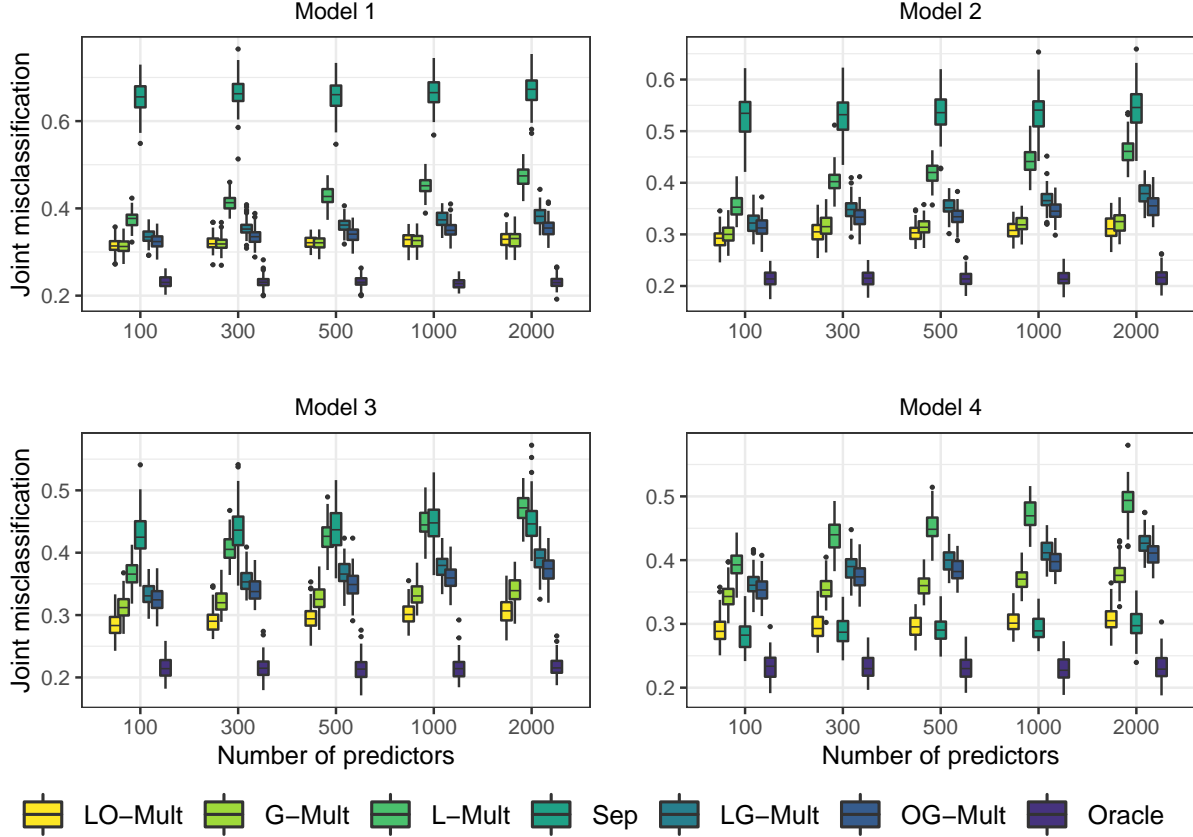 Model 1
Model 2
Joint misclassification
0.6
0.4
0.2
100
300
500
1000
2000
0.6
0.5
0.4
0.3
0.2
100
300
500
1000
2000
Model 3
Model 4
Joint misclassification
0.5
0.4
0.3
0.2
100
300
500
1000
2000
Number of predictors
0.5
0.4
0.3
0.2
100
300
500
1000
2000
Number of predictors
LO-Mult
G-Mult
L-Mult
Sep
LG-Mult
OG-Mult
Oracle